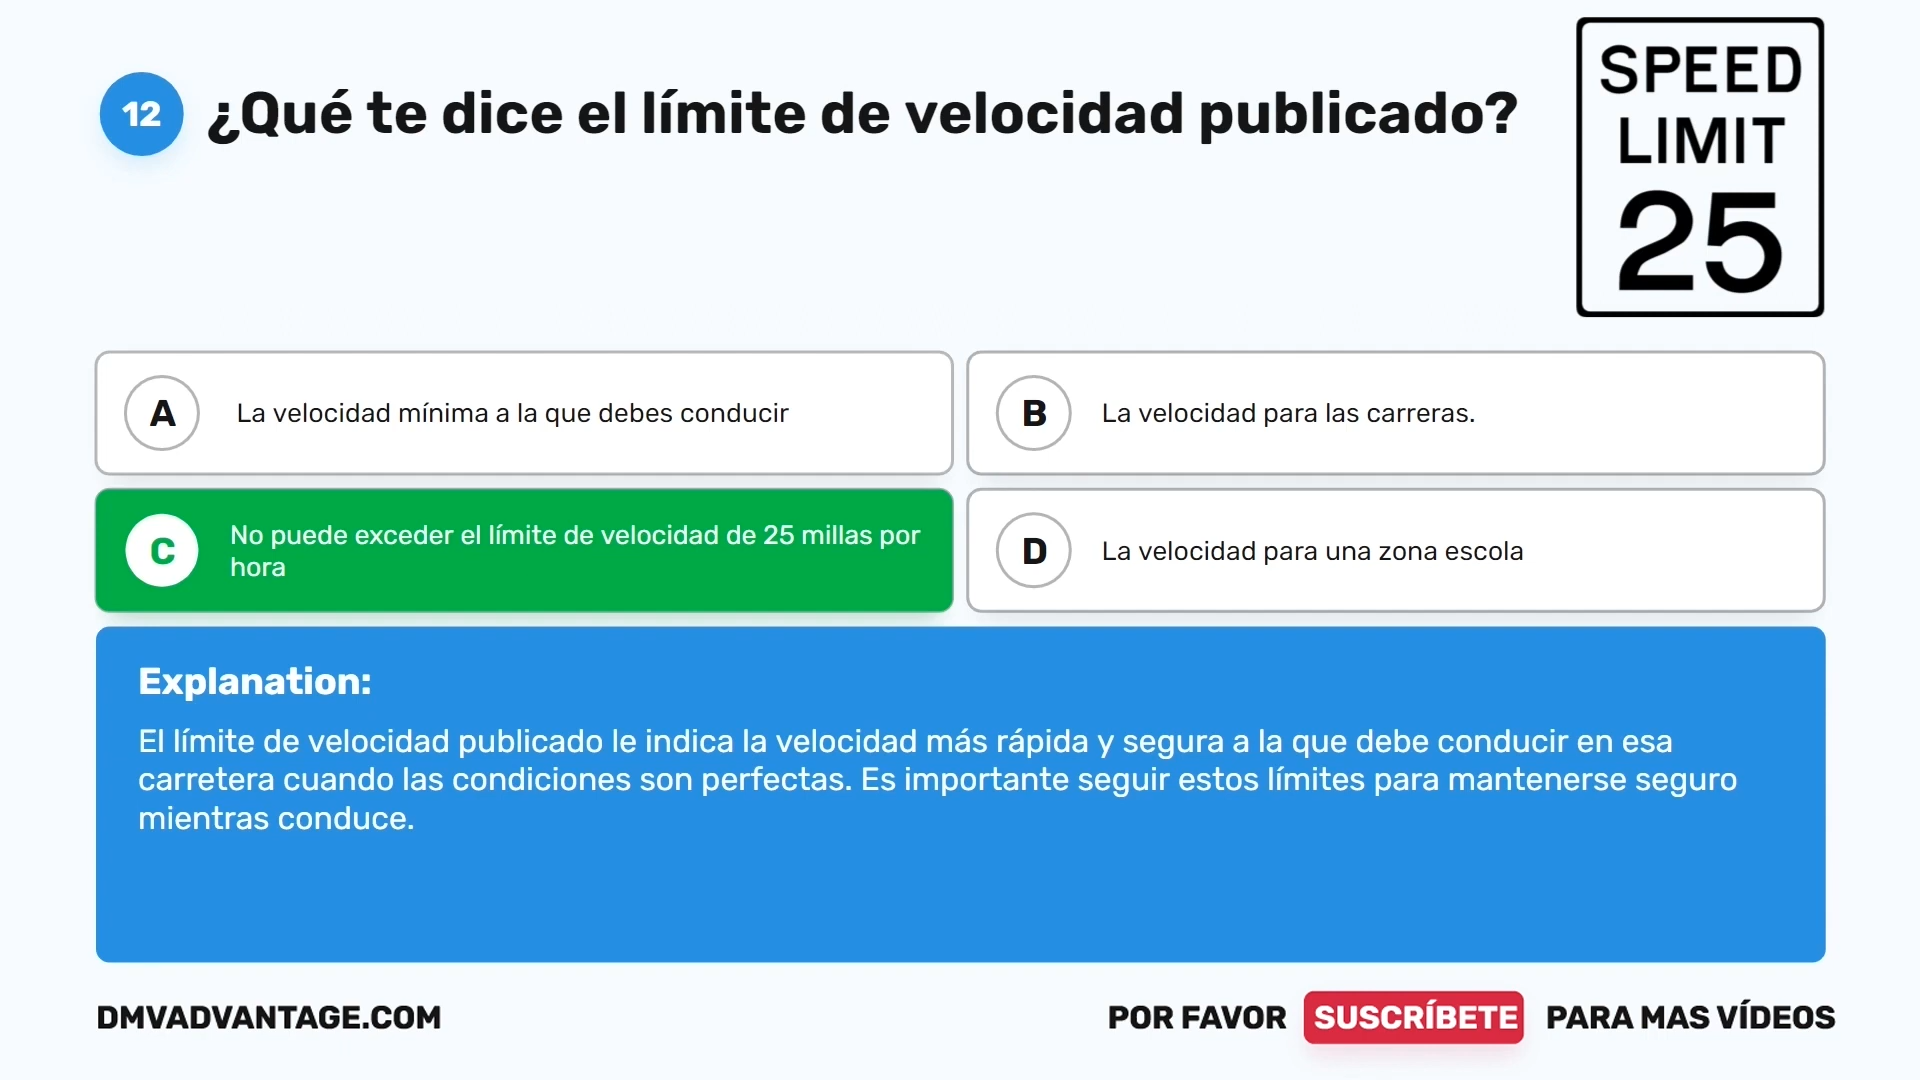 12
¿Qué te dice el límite de velocidad publicado?
SPEED
LIMIT
25
A
La velocidad mínima a la que debes conducir
B
La velocidad para las carreras.
C
No puede exceder el límite de velocidad de 25 millas por
hora
D
La velocidad para una zona escola
Explanation:
El límite de velocidad publicado le indica la velocidad más rápida y segura a la que debe conducir en esa
carretera cuando las condiciones son perfectas. Es importante seguir estos límites para mantenerse seguro
mientras conduce.
DMVADVANTAGE.COM
POR FAVOR SUSCRÍBETE PARA MAS VÍDEOS